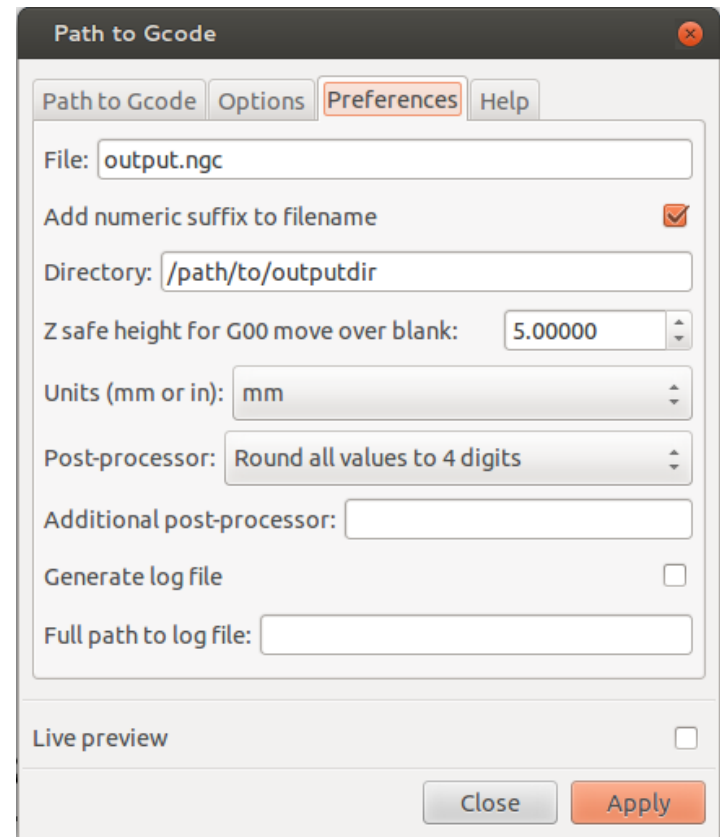 Path to Gcode
Path to Gcode Options Preferences Help
File: output.ngc
Add numeric suffix to filename
Directory: /path/to/outputdir
Z safe height for G00 move over blank: 5.00000
Units (mm or in): mm
Post-processor: Round all values to 4 digits
Additional post-processor:
Generate log file
Full path to log file:
Live preview
Close Apply